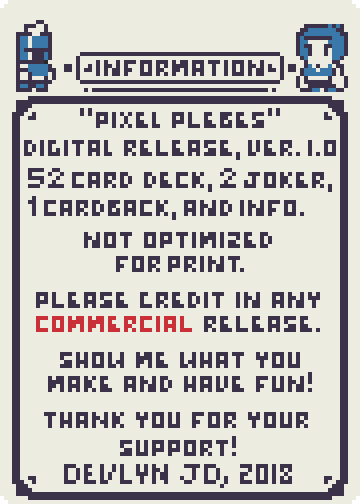 INFORMATION
"PIXEL PLEBES"
DIGITAL RELEASE, VER. 1.0
52 CARD DECK, 2 JOKER,
1 CARDBACK, AND INFO.
NOT OPTIMIZED
FOR PRINT.
PLEASE CREDIT IN ANY
COMMERCIAL RELEASE.
SHOW ME WHAT YOU
MAKE AND HAVE FUN!
THANK YOU FOR YOUR
SUPPORT!
DEVLYN JD, 2018